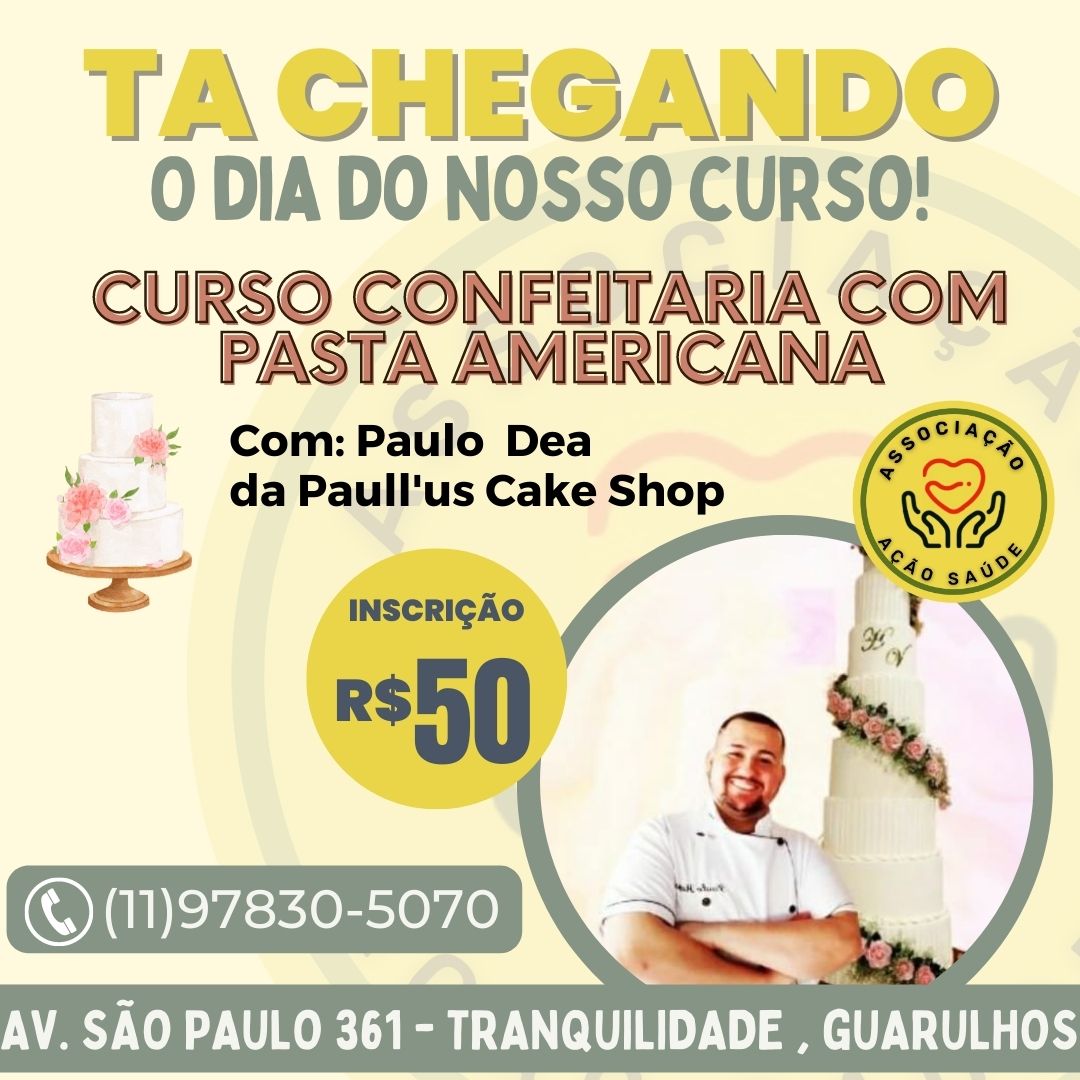 TA CHEGANDO
O DIA DO NOSSO CURSO!
CURSO CONFEITARIA COM
PASTA AMERICANA
Com: Paulo Dea
da Paull'us Cake Shop
ASSOCIAÇÃO
AÇÃO SAÚDE
INSCRIÇÃO
R$50
H V
(11)97830-5070
AV. SÃO PAULO 361 - TRANQUILIDADE , GUARULHOS